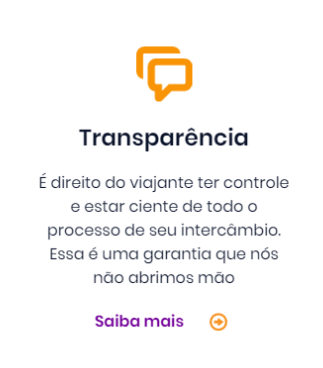 Transparência
É direito do viajante ter controle
e estar ciente de todo o
processo de seu intercâmbio.
Essa é uma garantia que nós
não abrimos mão
Saiba mais